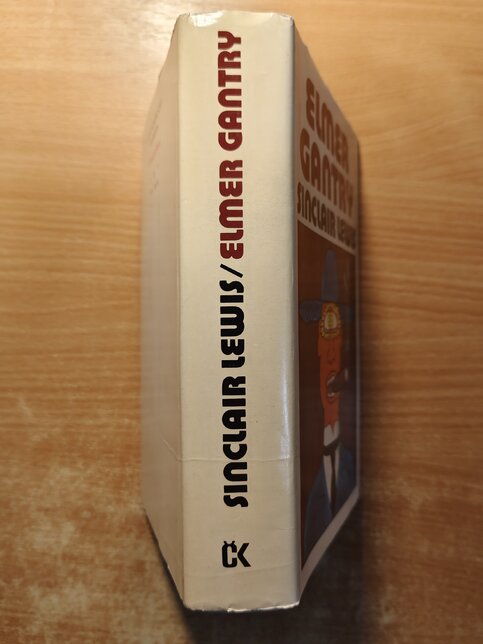 SINCLAIR LEWIS/ELMER GANTRY
ČK
ELMER
GANTRY
SINCLAIR LEWIS